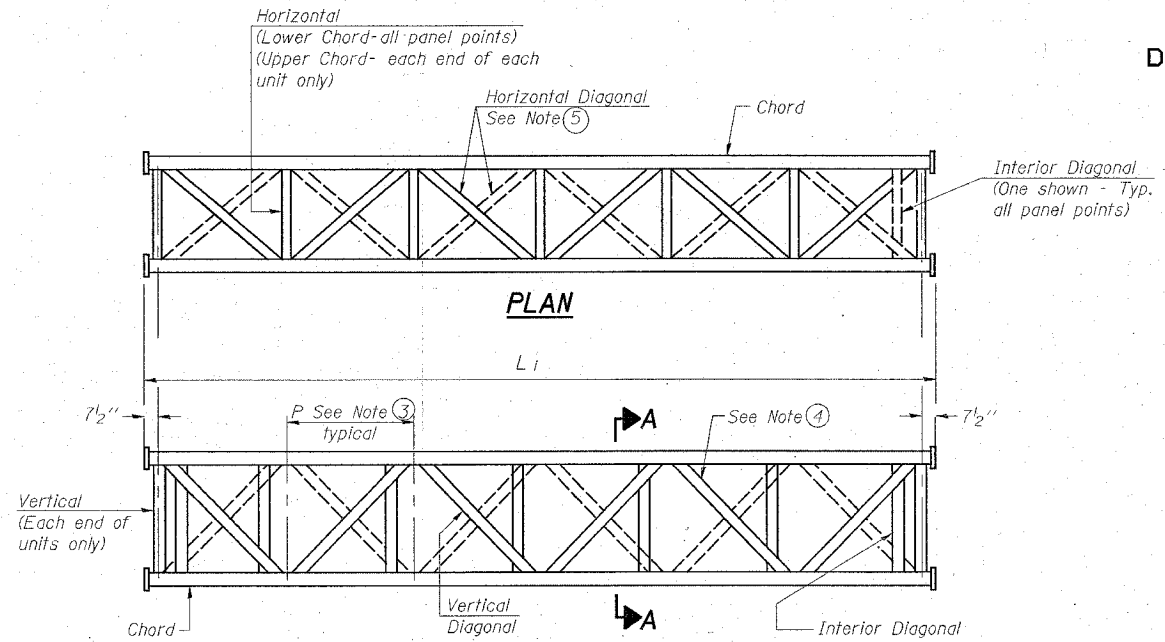 Horizontal
(Lower Chord-all panel points)
(Upper Chord- each end of each
unit only)
D
Horizontal Diagonal
See Note 5
Chord
Interior Diagonal
(One shown - Typ.
all panel points)
PLAN
Li
7½"
P See Note 3
typical
A
See Note 4
7½"
Vertical
(Each end of
units only)
Chord
Vertical
Diagonal
A
Interior Diagonal